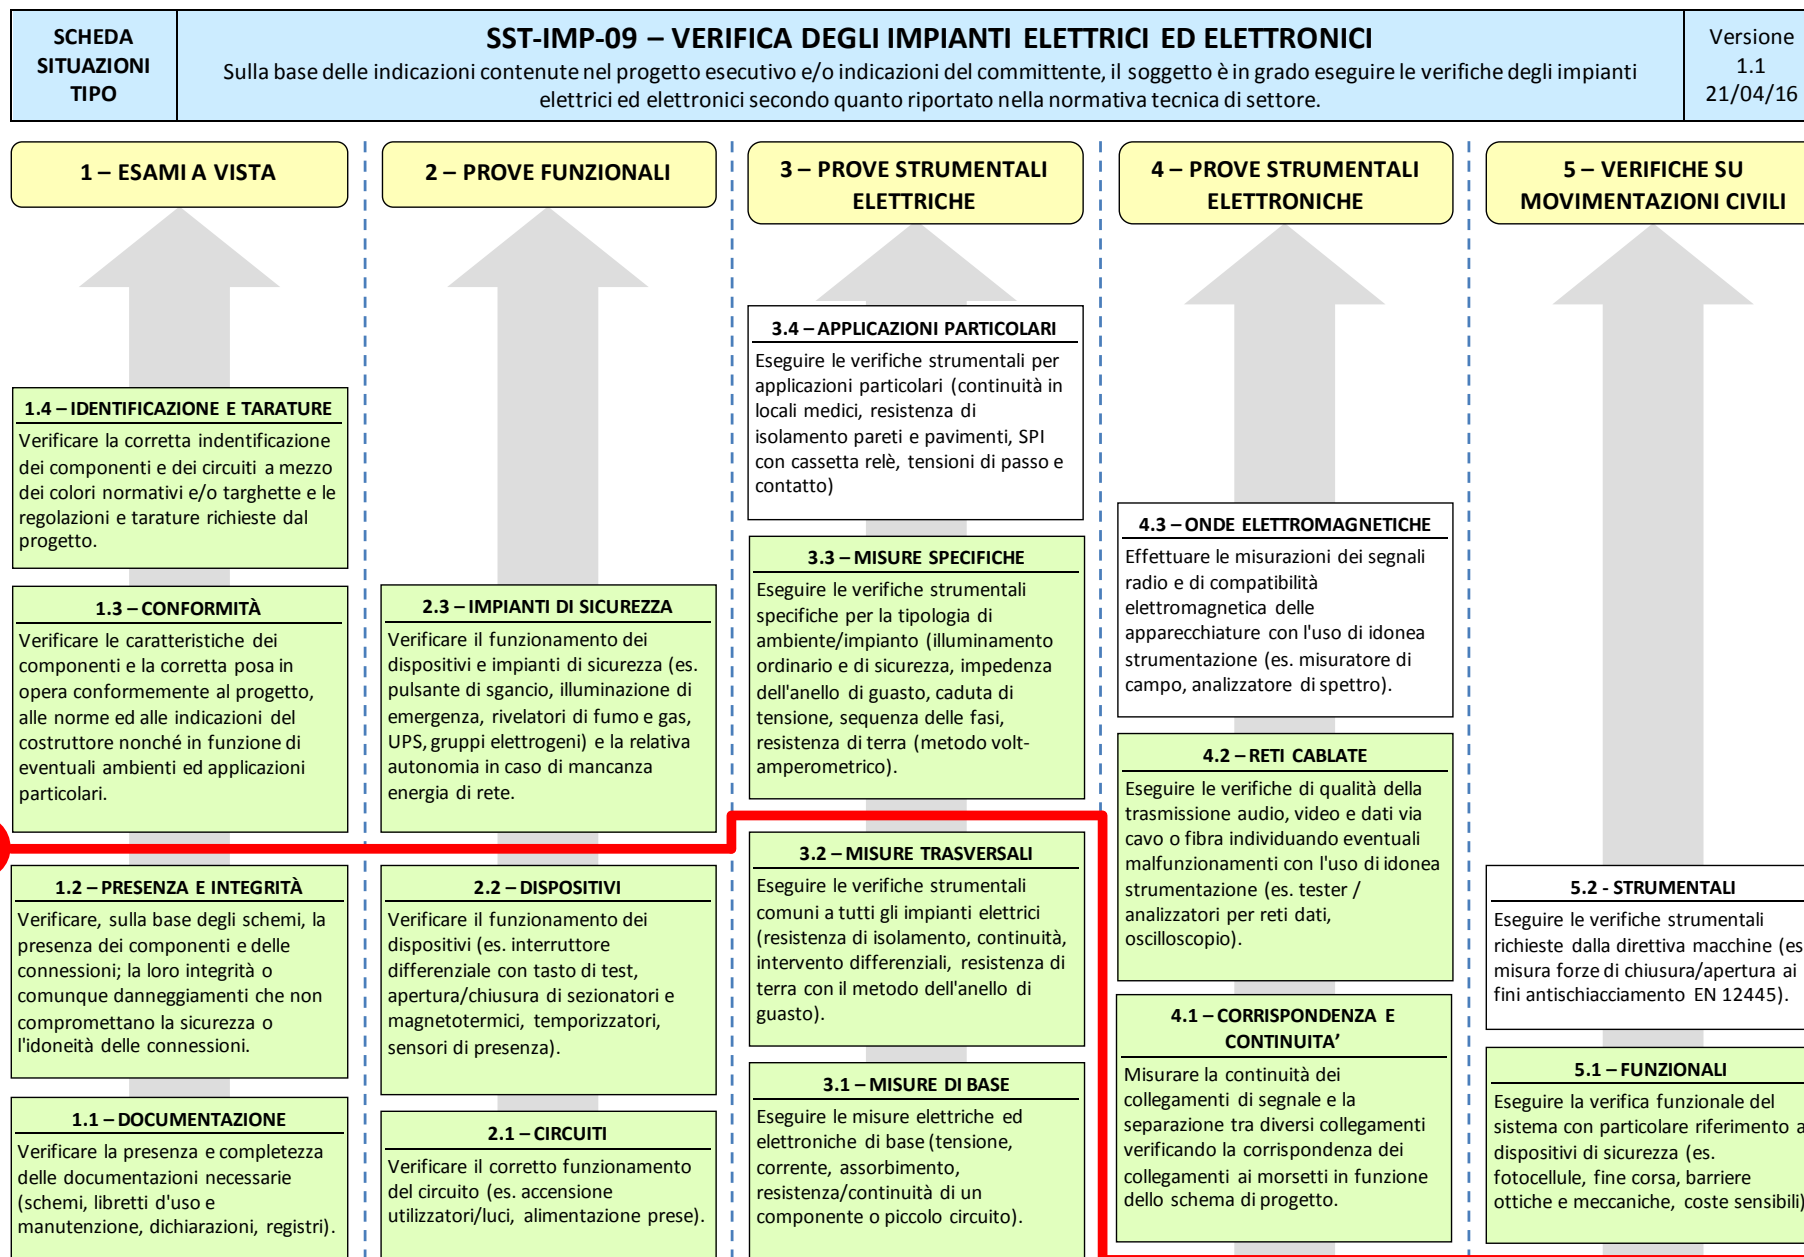 SCHEDA
SITUAZIONI
TIPO
SST-IMP-09 – VERIFICA DEGLI IMPIANTI ELETTRICI ED ELETTRONICI
Sulla base delle indicazioni contenute nel progetto esecutivo e/o indicazioni del committente, il soggetto è in grado eseguire le verifiche degli impianti
elettrici ed elettronici secondo quanto riportato nella normativa tecnica di settore.
Versione
1.1
21/04/16
1 – ESAMI A VISTA
1.4 – IDENTIFICAZIONE E TARATURE
Verificare la corretta indentificazione
dei componenti e dei circuiti a mezzo
dei colori normativi e/o targhette e le
regolazioni e tarature richieste dal
progetto.
1.3 – CONFORMITÀ
Verificare le caratteristiche dei
componenti e la corretta posa in
opera conformemente al progetto,
alle norme ed alle indicazioni del
costruttore nonché in funzione di
eventuali ambienti ed applicazioni
particolari.
1.2 – PRESENZA E INTEGRITÀ
Verificare, sulla base degli schemi, la
presenza dei componenti e delle
connessioni; la loro integrità o
comunque danneggiamenti che non
compromettano la sicurezza o
l'idoneità delle connessioni.
1.1 – DOCUMENTAZIONE
Verificare la presenza e completezza
delle documentazioni necessarie
(schemi, libretti d'uso e
manutenzione, dichiarazioni, registri).
2 – PROVE FUNZIONALI
2.3 – IMPIANTI DI SICUREZZA
Verificare il funzionamento dei
dispositivi e impianti di sicurezza (es.
pulsante di sgancio, illuminazione di
emergenza, rivelatori di fumo e gas,
UPS, gruppi elettrogeni) e la relativa
autonomia in caso di mancanza
energia di rete.
2.2 – DISPOSITIVI
Verificare il funzionamento dei
dispositivi (es. interruttore
differenziale con tasto di test,
apertura/chiusura di sezionatori e
magnetotermici, temporizzatori,
sensori di presenza).
2.1 – CIRCUITI
Verificare il corretto funzionamento
del circuito (es. accensione
utilizzatori/luci, alimentazione prese).
3 – PROVE STRUMENTALI
ELETTRICHE
3.4 – APPLICAZIONI PARTICOLARI
Eseguire le verifiche strumentali per
applicazioni particolari (continuità in
locali medici, resistenza di
isolamento pareti e pavimenti, SPI
con cassetta relè, tensioni di passo e
contatto)
3.3 – MISURE SPECIFICHE
Eseguire le verifiche strumentali
specifiche per la tipologia di
ambiente/impianto (illuminamento
ordinario e di sicurezza, impedenza
dell'anello di guasto, caduta di
tensione, sequenza delle fasi,
resistenza di terra (metodo volt-
amperometrico).
3.2 – MISURE TRASVERSALI
Eseguire le verifiche strumentali
comuni a tutti gli impianti elettrici
(resistenza di isolamento, continuità,
intervento differenziali, resistenza di
terra con il metodo dell'anello di
guasto).
3.1 – MISURE DI BASE
Eseguire le misure elettriche ed
elettroniche di base (tensione,
corrente, assorbimento,
resistenza/continuità di un
componente o piccolo circuito).
4 – PROVE STRUMENTALI
ELETTRONICHE
4.3 – ONDE ELETTROMAGNETICHE
Effettuare le misurazioni dei segnali
radio e di compatibilità
elettromagnetica delle
apparecchiature con l'uso di idonea
strumentazione (es. misuratore di
campo, analizzatore di spettro).
4.2 – RETI CABLATE
Eseguire le verifiche di qualità della
trasmissione audio, video e dati via
cavo o fibra individuando eventuali
malfunzionamenti con l'uso di idonea
strumentazione (es. tester /
analizzatori per reti dati,
oscilloscopio).
4.1 – CORRISPONDENZA E
CONTINUITA'
Misurare la continuità dei
collegamenti di segnale e la
separazione tra diversi collegamenti
verificando la corrispondenza dei
collegamenti ai morsetti in funzione
dello schema di progetto.
5 – VERIFICHE SU
MOVIMENTAZIONI CIVILI
5.2 - STRUMENTALI
Eseguire le verifiche strumentali
richieste dalla direttiva macchine (es
misura forze di chiusura/apertura ai
fini antischiacciamento EN 12445).
5.1 – FUNZIONALI
Eseguire la verifica funzionale del
sistema con particolare riferimento a
dispositivi di sicurezza (es.
fotocellule, fine corsa, barriere
ottiche e meccaniche, coste sensibili)